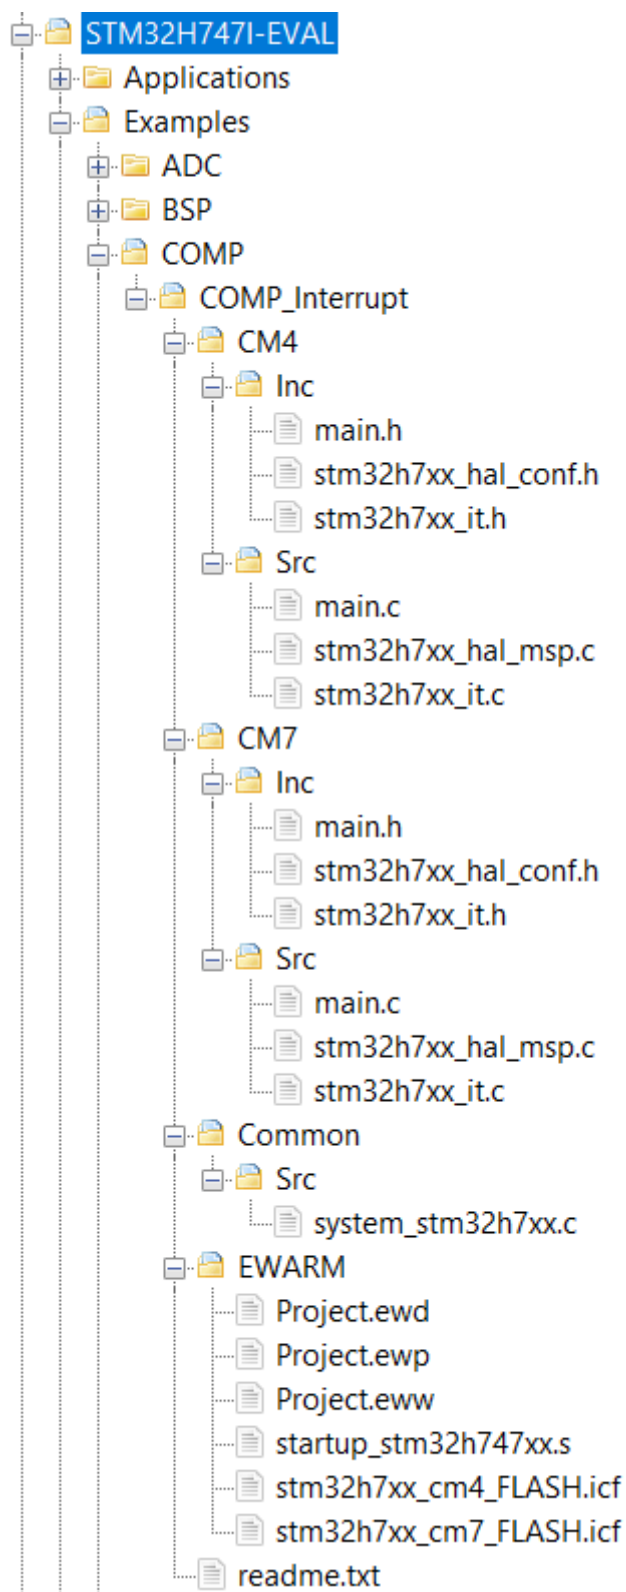 STM32H747I-EVAL
Applications
Examples
ADC
BSP
COMP
COMP_Interrupt
CM4
Inc
main.h
stm32h7xx_hal_conf.h
stm32h7xx_it.h
Src
main.c
stm32h7xx_hal_msp.c
stm32h7xx_it.c
CM7
Inc
main.h
stm32h7xx_hal_conf.h
stm32h7xx_it.h
Src
main.c
stm32h7xx_hal_msp.c
stm32h7xx_it.c
Common
Src
system_stm32h7xx.c
EWARM
Project.ewd
Project.ewp
Project.eww
startup_stm32h747xx.s
stm32h7xx_cm4_FLASH.icf
stm32h7xx_cm7_FLASH.icf
readme.txt